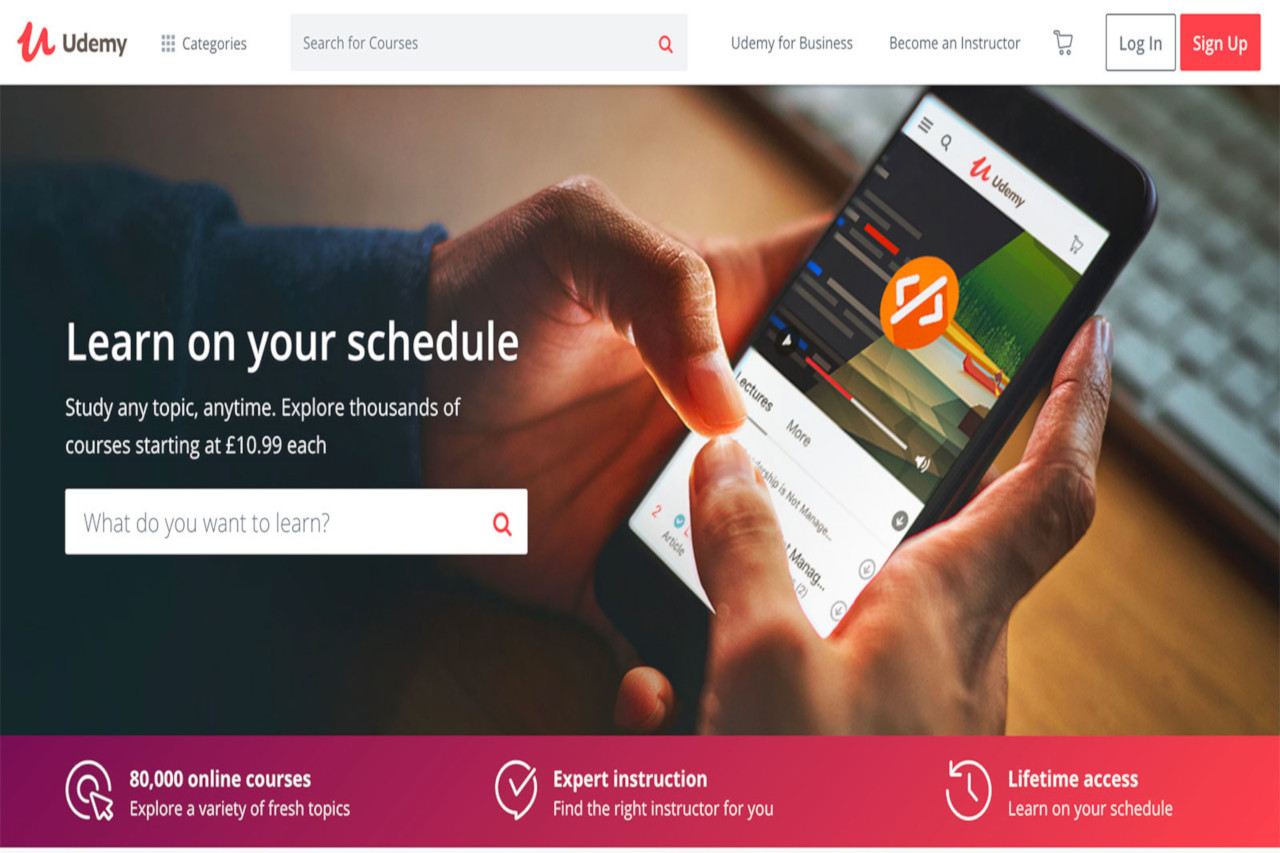 Udemy
Categories
Search for Courses
Udemy for Business
Become an Instructor
Log In
Sign Up
Udemy
Learn on your schedule
Study any topic, anytime. Explore thousands of
courses starting at £10.99 each
What do you want to learn?
Lectures
More
is Not Manage...
2
Article
Manag...
(2)
80,000 online courses
Explore a variety of fresh topics
Expert instruction
Find the right instructor for you
Lifetime access
Learn on your schedule